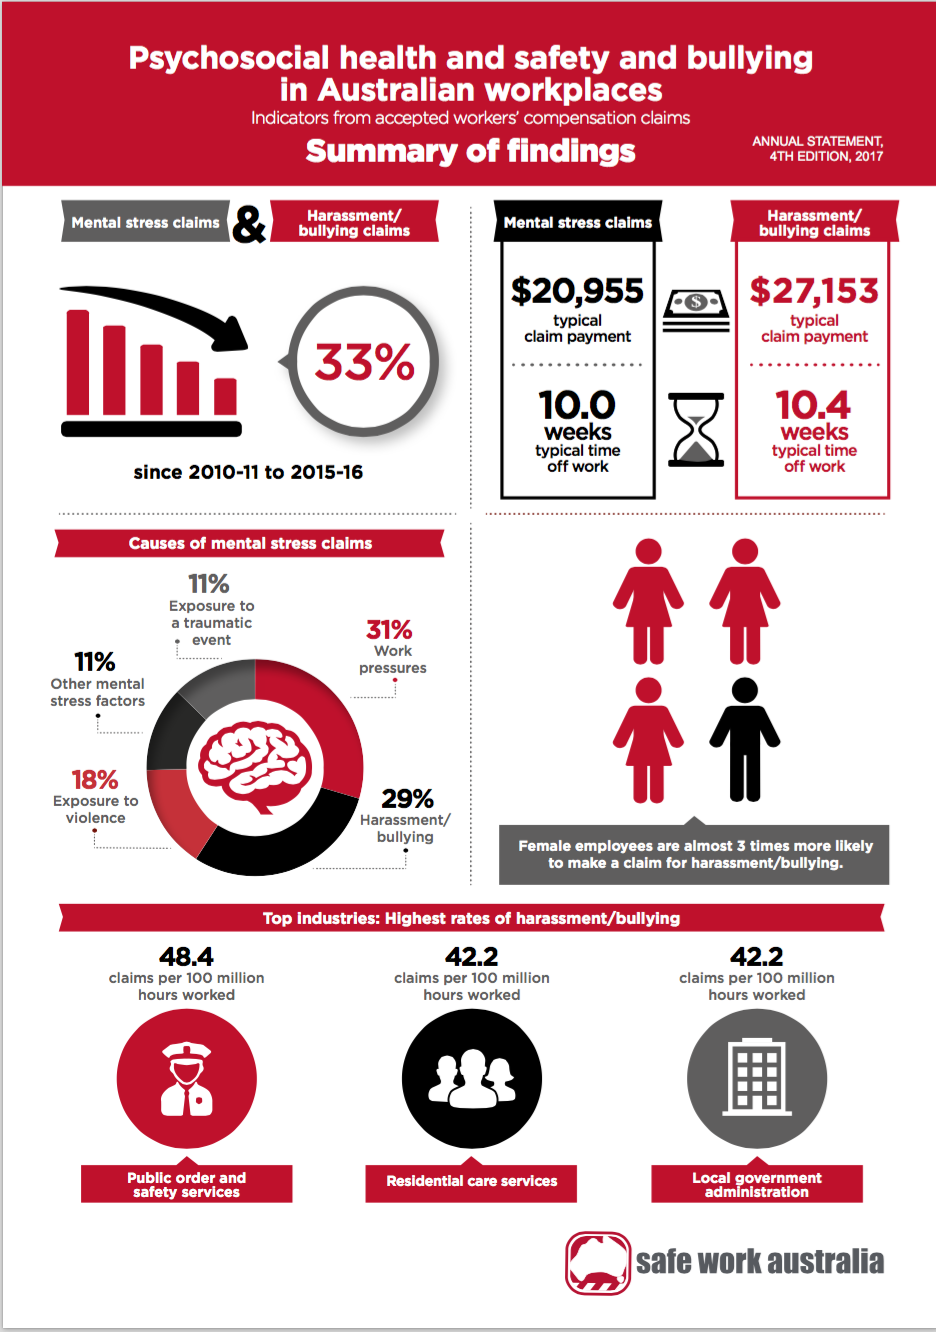 Psychosocial health and safety and bullying
in Australian workplaces
Indicators from accepted workers' compensation claims
Summary of findings
ANNUAL STATEMENT,
4TH EDITION, 2017
Mental stress claims
&
Harassment/
bullying claims
33%
since 2010-11 to 2015-16
Mental stress claims
$20,955
typical
claim payment
10.0
weeks
typical time
off work
$
Harassment/
bullying claims
$27,153
typical
claim payment
10.4
weeks
typical time
off work
Causes of mental stress claims
11%
Exposure to
a traumatic
event
31%
Work
pressures
11%
Other mental
stress factors
18%
Exposure to
violence
29%
Harassment/
bullying
Female employees are almost 3 times more likely
to make a claim for harassment/bullying.
Top industries: Highest rates of harassment/bullying
48.4
claims per 100 million
hours worked
Public order and
safety services
42.2
claims per 100 million
hours worked
Residential care services
42.2
claims per 100 million
hours worked
Local government
administration
safe work australia